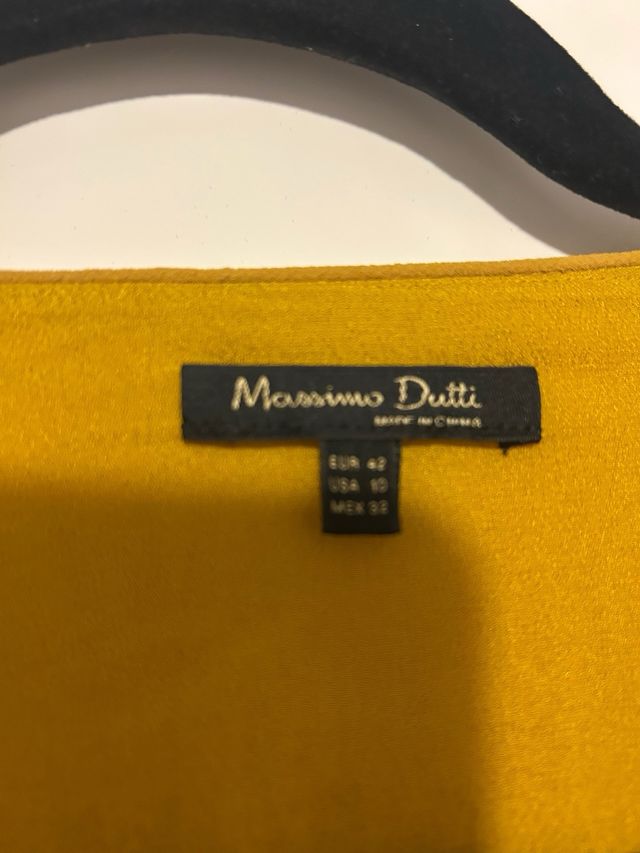 Massimo Dutti
MADE IN CHINA
EUR 42
USA 10
MEX 32